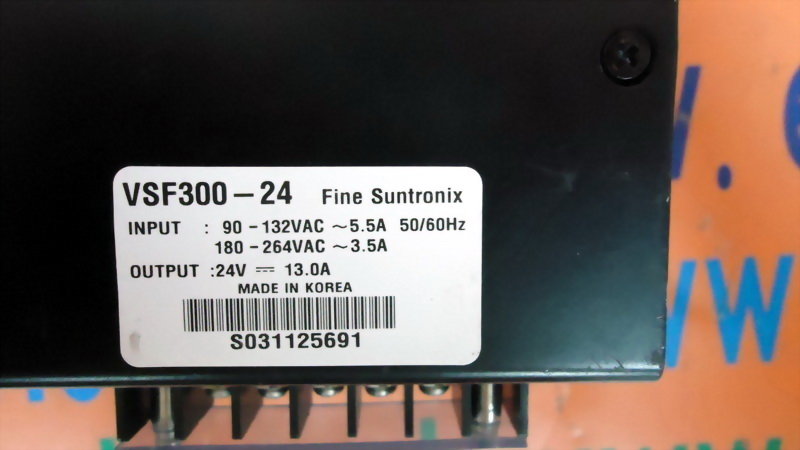 VSF300-24 Fine Suntronix
INPUT : 90-132VAC ~5.5A 50/60Hz
180-264VAC ~3.5A
OUTPUT :24V ⎓ 13.0A
MADE IN KOREA
S031125691